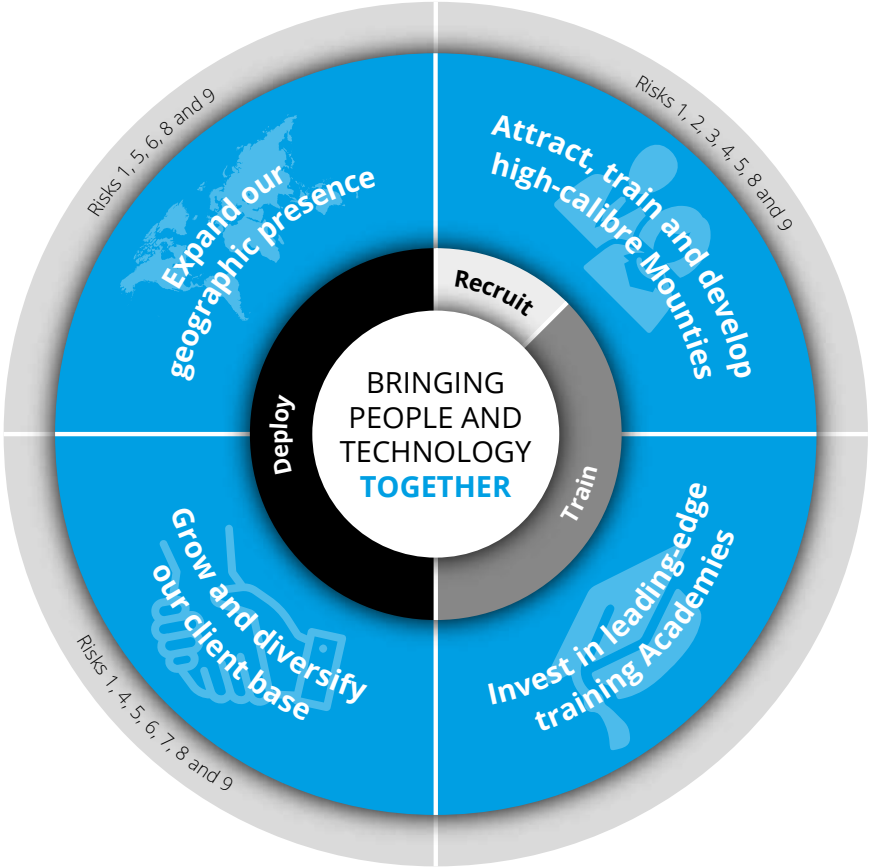 Risks 1, 5, 6, 8 and 9
Expand our
geographic presence
Risks 1, 2, 3, 4, 5, 8 and 9
Attract, train and develop
high-calibre Mounties
Recruit
Deploy
Train
BRINGING
PEOPLE AND
TECHNOLOGY
TOGETHER
Grow and diversify
our client base
Risks 1, 4, 5, 6, 7, 8 and 9
Invest in leading-edge
training Academies